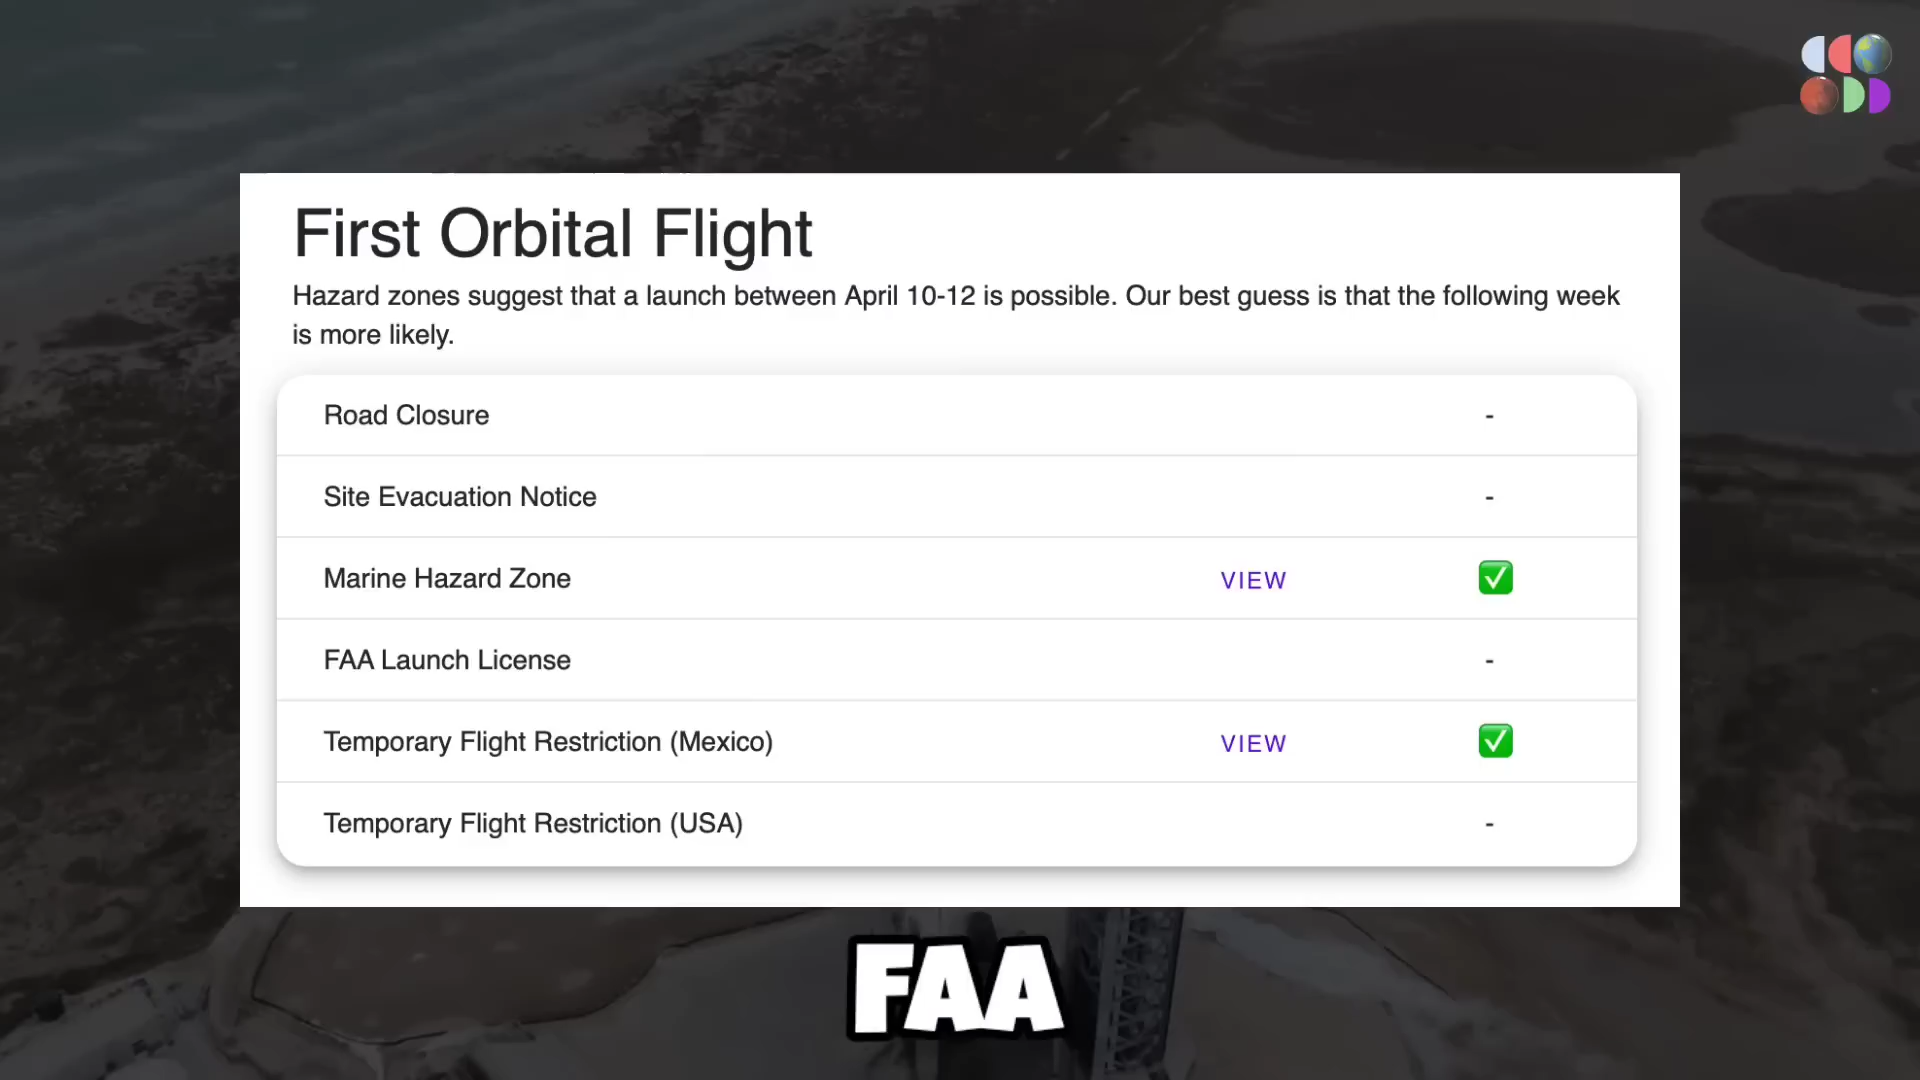 First Orbital Flight
Hazard zones suggest that a launch between April 10-12 is possible. Our best guess is that the following week
is more likely.
Road Closure -
Site Evacuation Notice -
Marine Hazard Zone VIEW ✅
FAA Launch License -
Temporary Flight Restriction (Mexico) VIEW ✅
Temporary Flight Restriction (USA) -
FAA